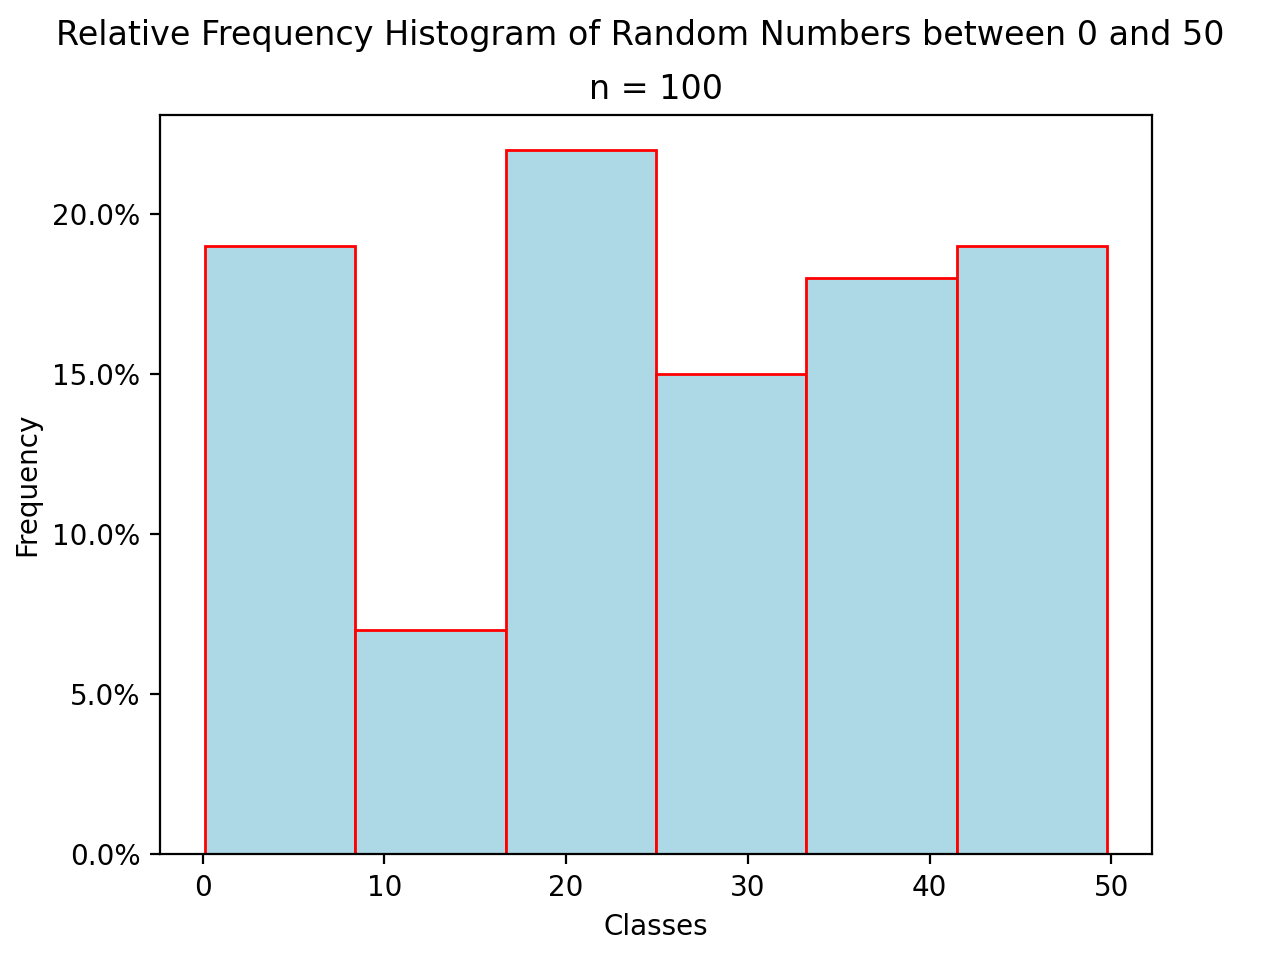 Relative Frequency Histogram of Random Numbers between 0 and 50
n = 100
20.0%
15.0%
10.0%
5.0%
0.0%
Frequency
0 10 20 30 40 50
Classes